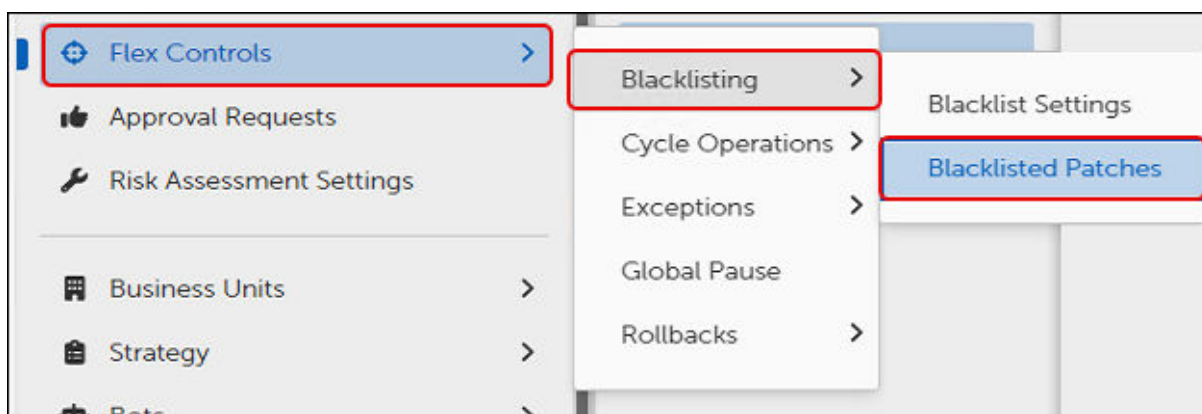 Flex Controls
Approval Requests
Risk Assessment Settings
Business Units
Strategy
Bots
Blacklisting
Cycle Operations
Exceptions
Global Pause
Rollbacks
Blacklist Settings
Blacklisted Patches